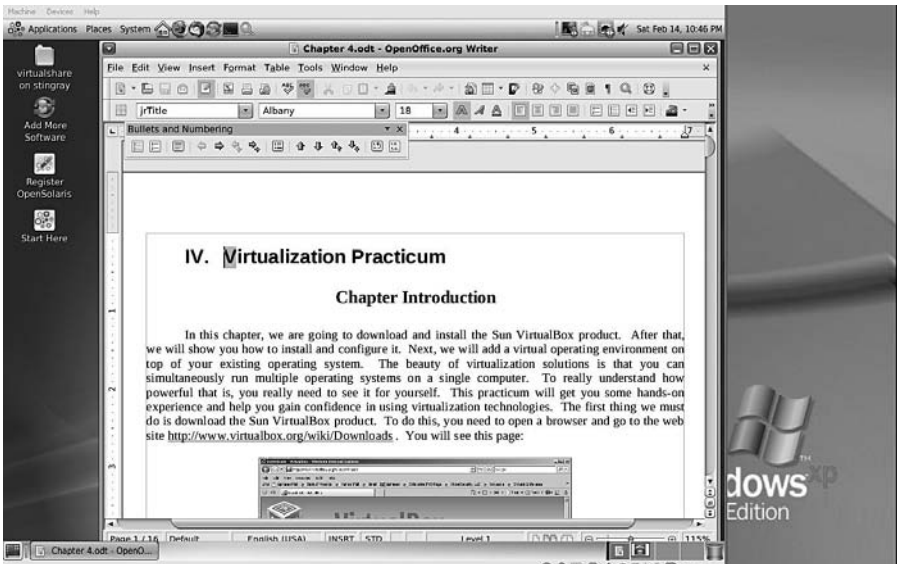 Machine Devices Help
Applications Places System
Sat Feb 14, 10:46 PM
virtualshare
on stingray
Add More
Software
Register
OpenSolaris
Start Here
Chapter 4.odt - OpenOffice.org Writer
File Edit View Insert Format Table Tools Window Help
jrTitle Albany 18
Bullets and Numbering
4 5 6 7
IV. Virtualization Practicum
Chapter Introduction
In this chapter, we are going to download and install the Sun VirtualBox product. After that,
we will show you how to install and configure it. Next, we will add a virtual operating environment on
top of your existing operating system. The beauty of virtualization solutions is that you can
simultaneously run multiple operating systems on a single computer. To really understand how
powerful that is, you really need to see it for yourself. This practicum will get you some hands-on
experience and help you gain confidence in using virtualization technologies. The first thing we must
do is download the Sun VirtualBox product. To do this, you need to open a browser and go to the web
site http://www.virtualbox.org/wiki/Downloads . You will see this page:
VirtualBox
Page 1 / 16 Default English (USA) INSRT STD Level 1 115%
Chapter 4.odt - OpenO...
dows xp
Edition
TM